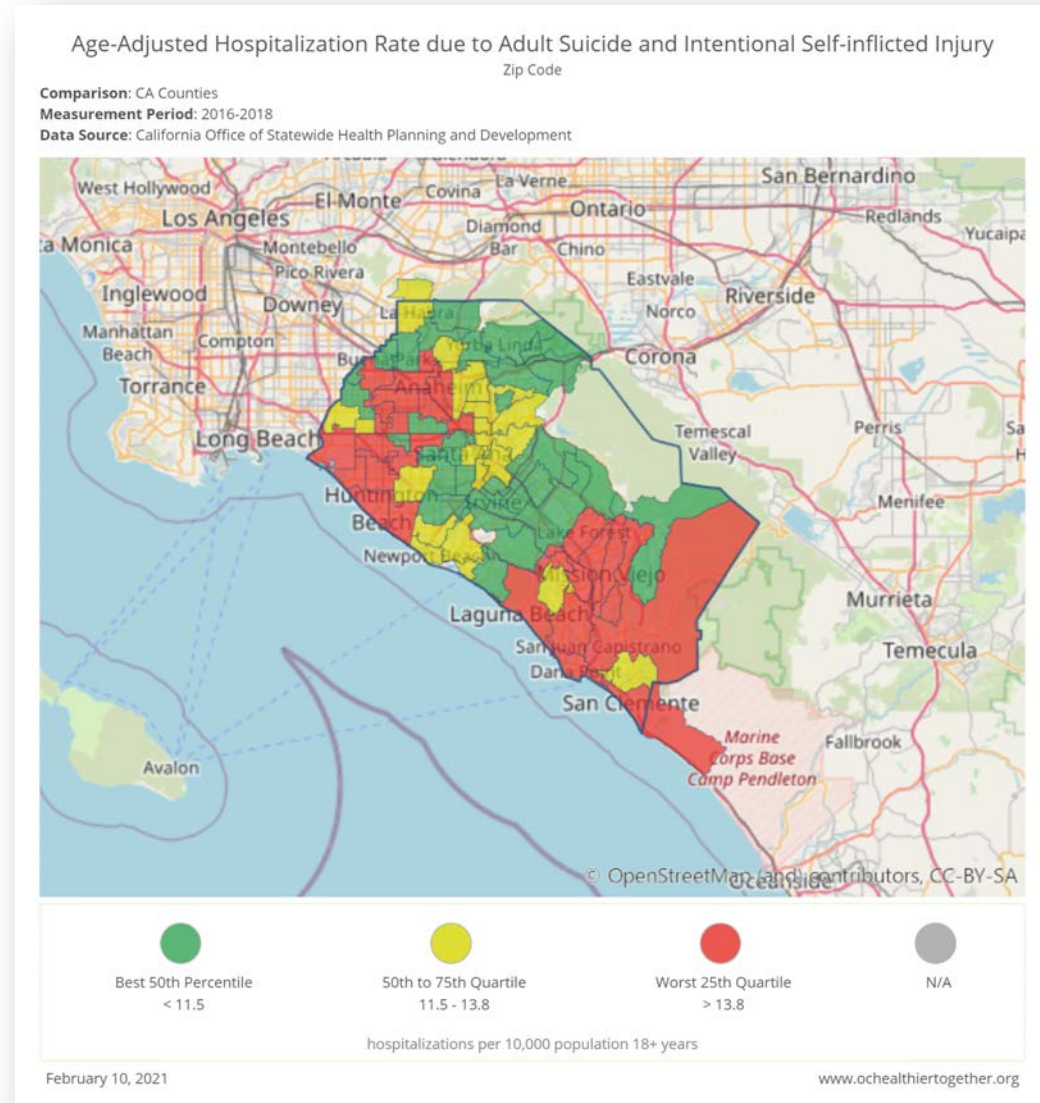 Age-Adjusted Hospitalization Rate due to Adult Suicide and Intentional Self-inflicted Injury
Zip Code
Comparison: CA Counties
Measurement Period: 2016-2018
Data Source: California Office of Statewide Health Planning and Development
West Hollywood
Los Angeles
El Monte
Covina
La Verne
San Bernardino
Ontario
Redlands
ta Monica
Montebello
Diamond
Bar
Chino
Yucaipa
Pico Rivera
Inglewood
Downey
Eastvale
Riverside
Norco
La Habra
Manhattan
Beach
Compton
Yorba Linda
Corona
Buena Park
Torrance
Anaheim
Long Beach
Santa Ana
Temescal
Valley
Perris
Sa
H
Huntington
Beach
Irvine
Menifee
Lake Forest
Newport Beach
Mission Viejo
Laguna Beach
Murrieta
San Juan Capistrano
Temecula
Dana Point
San Clemente
Marine
Corps Base
Camp Pendleton
Fallbrook
Avalon
Oceanside
© OpenStreetMap (and) contributors, CC-BY-SA
Best 50th Percentile
< 11.5
50th to 75th Quartile
11.5 - 13.8
Worst 25th Quartile
> 13.8
N/A
hospitalizations per 10,000 population 18+ years
February 10, 2021
www.ochealthiertogether.org